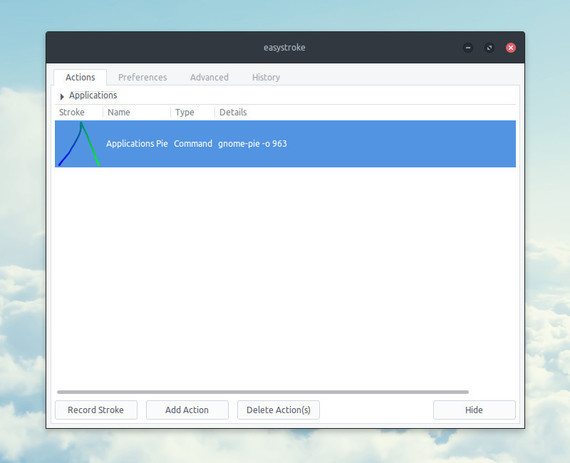 easystroke
Actions Preferences Advanced History
Applications
Stroke Name Type Details
Applications Pie Command gnome-pie -o 963
Record Stroke Add Action Delete Action(s) Hide